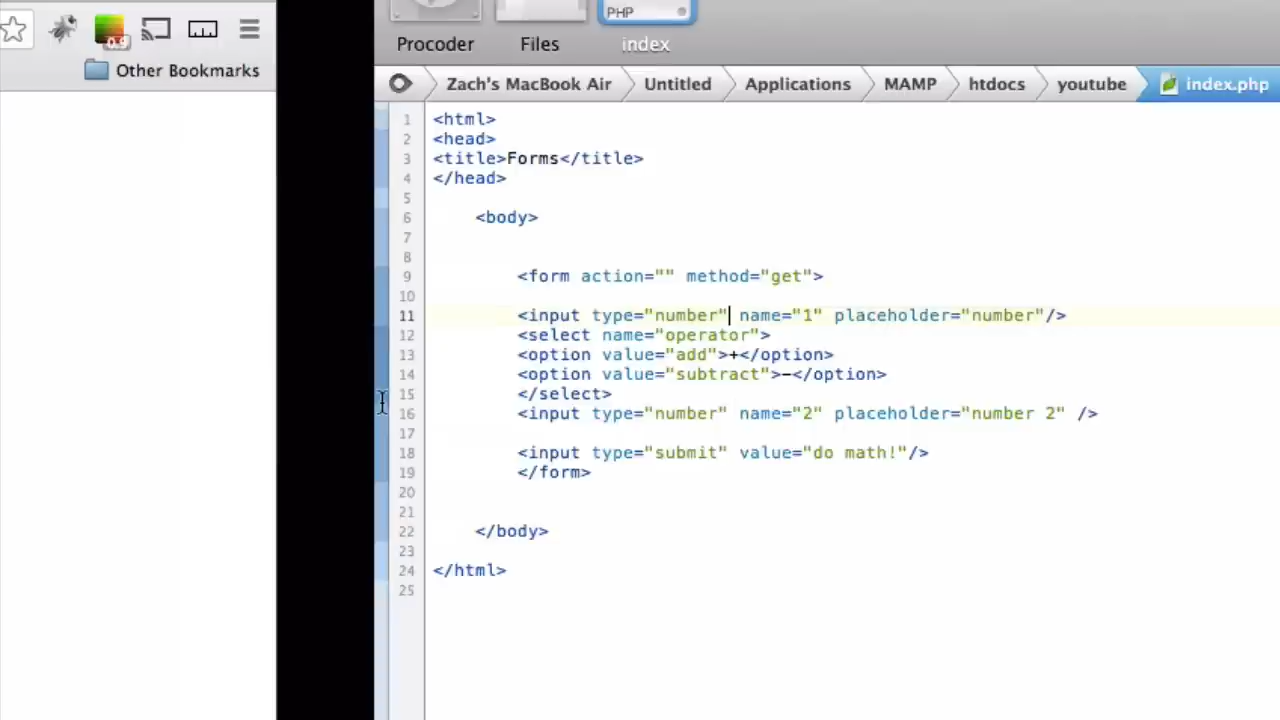 0.9
Other Bookmarks
PHP
Procoder Files index
Zach's MacBook Air Untitled Applications MAMP htdocs youtube index.php
1 <html>
2 <head>
3 <title>Forms</title>
4 </head>
5
6 <body>
7
8
9 <form action="" method="get">
10
11 <input type="number" name="1" placeholder="number"/>
12 <select name="operator">
13 <option value="add">+</option>
14 <option value="subtract">-</option>
15 </select>
16 <input type="number" name="2" placeholder="number 2" />
17
18 <input type="submit" value="do math!"/>
19 </form>
20
21
22 </body>
23
24 </html>
25